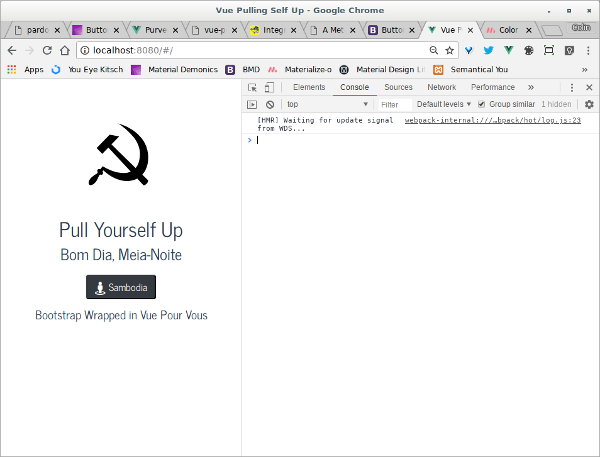 Vue Pulling Self Up - Google Chrome
pardo
Butto
Purve
vue-p
Integ
A Met
Butto
Vue P
Color
Colin
localhost:8080/#/
Apps
You Eye Kitsch
Material Demonics
BMD
Materialize-o
Material Design Li
Semantical You
»
Elements
Console
Sources
Network
Performance
»
top
Filter
Default levels
Group similar
1 hidden
[HMR] Waiting for update signal
from WDS...
webpack-internal:///…bpack/hot/log.js:23
Pull Yourself Up
Bom Dia, Meia-Noite
Sambodia
Bootstrap Wrapped in Vue Pour Vous